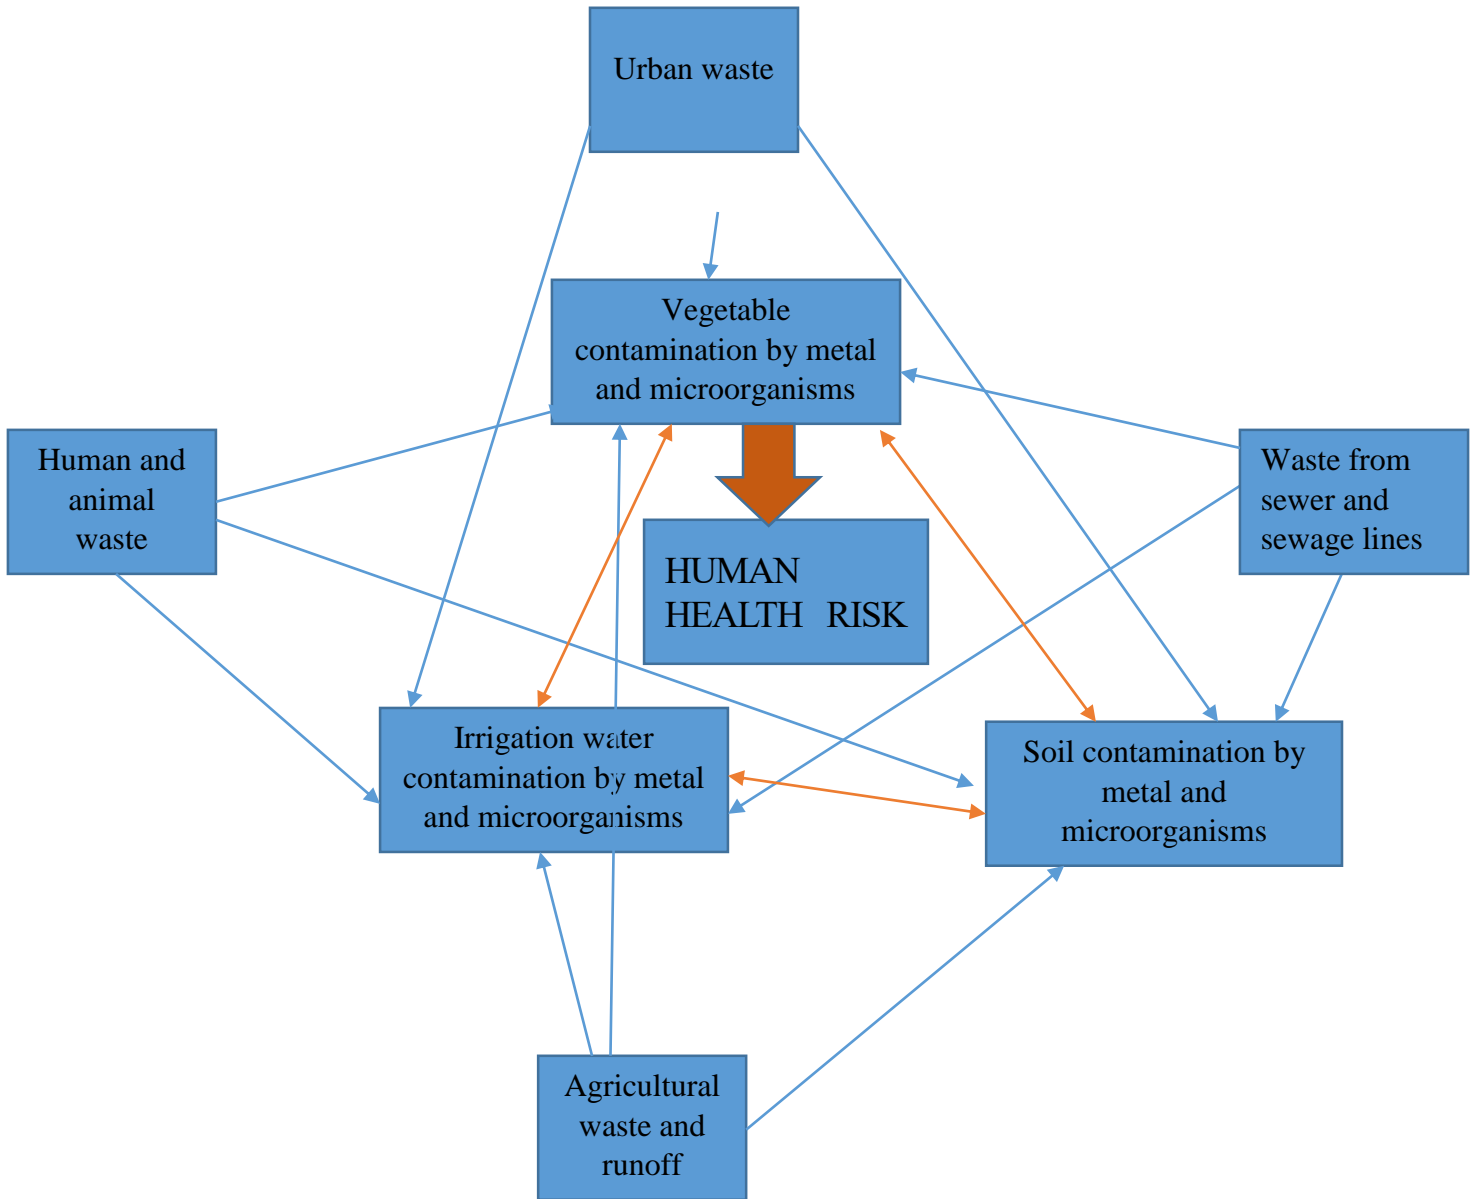 Urban waste
Vegetable
contamination by metal
and microorganisms
Human and
animal
waste
Waste from
sewer and
sewage lines
HUMAN
HEALTH RISK
Irrigation water
contamination by metal
and microorganisms
Soil contamination by
metal and
microorganisms
Agricultural
waste and
runoff